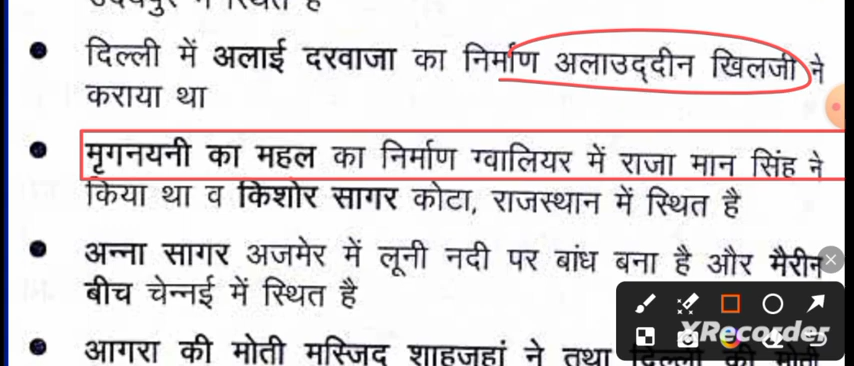 उदयपुर में स्थित है
दिल्ली में अलाई दरवाजा का निर्माण अलाउद्दीन खिलजी ने
कराया था
मृगनयनी का महल का निर्माण ग्वालियर में राजा मान सिंह ने
किया था व किशोर सागर कोटा, राजस्थान में स्थित है
अन्ना सागर अजमेर में लूनी नदी पर बांध बना है और मैरीन
बीच चेन्नई में स्थित है
XRecorder
आगरा की मोती मस्जिद शाहजहां ने तथा दिल्ली की मोती